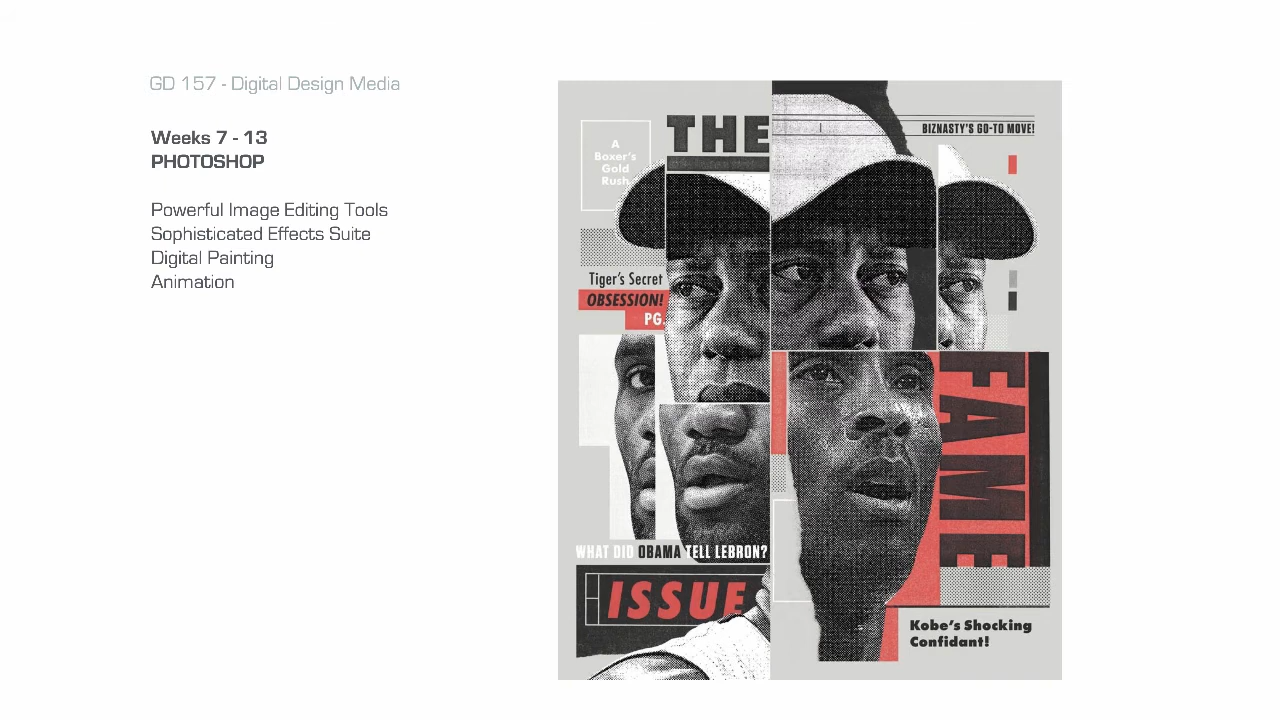 GD 157 - Digital Design Media
Weeks 7 - 13
PHOTOSHOP
Powerful Image Editing Tools
Sophisticated Effects Suite
Digital Painting
Animation
THE
BIZNASTY'S GO-TO MOVE!
A
Boxer's
Gold
Rush
Tiger's Secret
OBSESSION!
PG.
FAME
WHAT DID OBAMA TELL LEBRON?
ISSUE
Kobe's Shocking
Confidant!